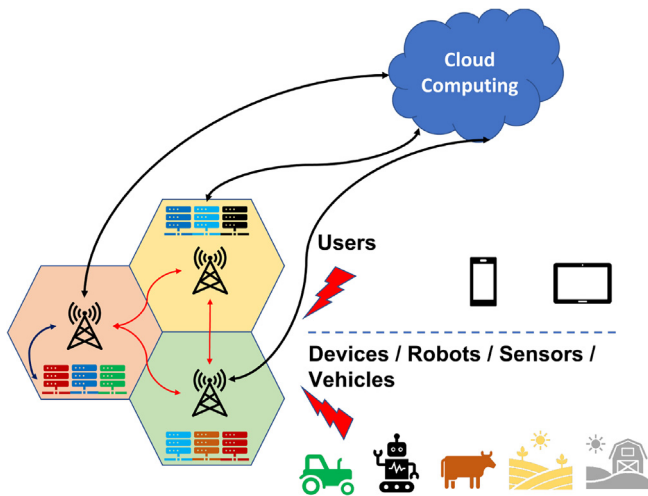 Cloud
Computing
Users
Devices / Robots / Sensors /
Vehicles